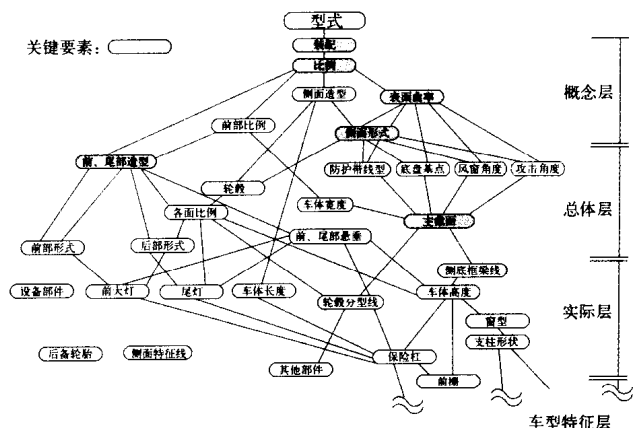 型式
关键要素：
装配
比例
侧面造型
表面曲率
概念层
前部比例
侧面形式
前、尾部造型
防护带线型
底盘基点
风窗角度
攻击角度
轮毂
车体宽度
总体层
各面比例
主截面
前部形式
后部形式
前、尾部悬垂
侧底框梁线
设备部件
前大灯
尾灯
车体长度
轮毂分型线
车体高度
实际层
窗型
支柱形状
后备轮胎
侧面特征线
其他部件
保险杠
前栅
车型特征层